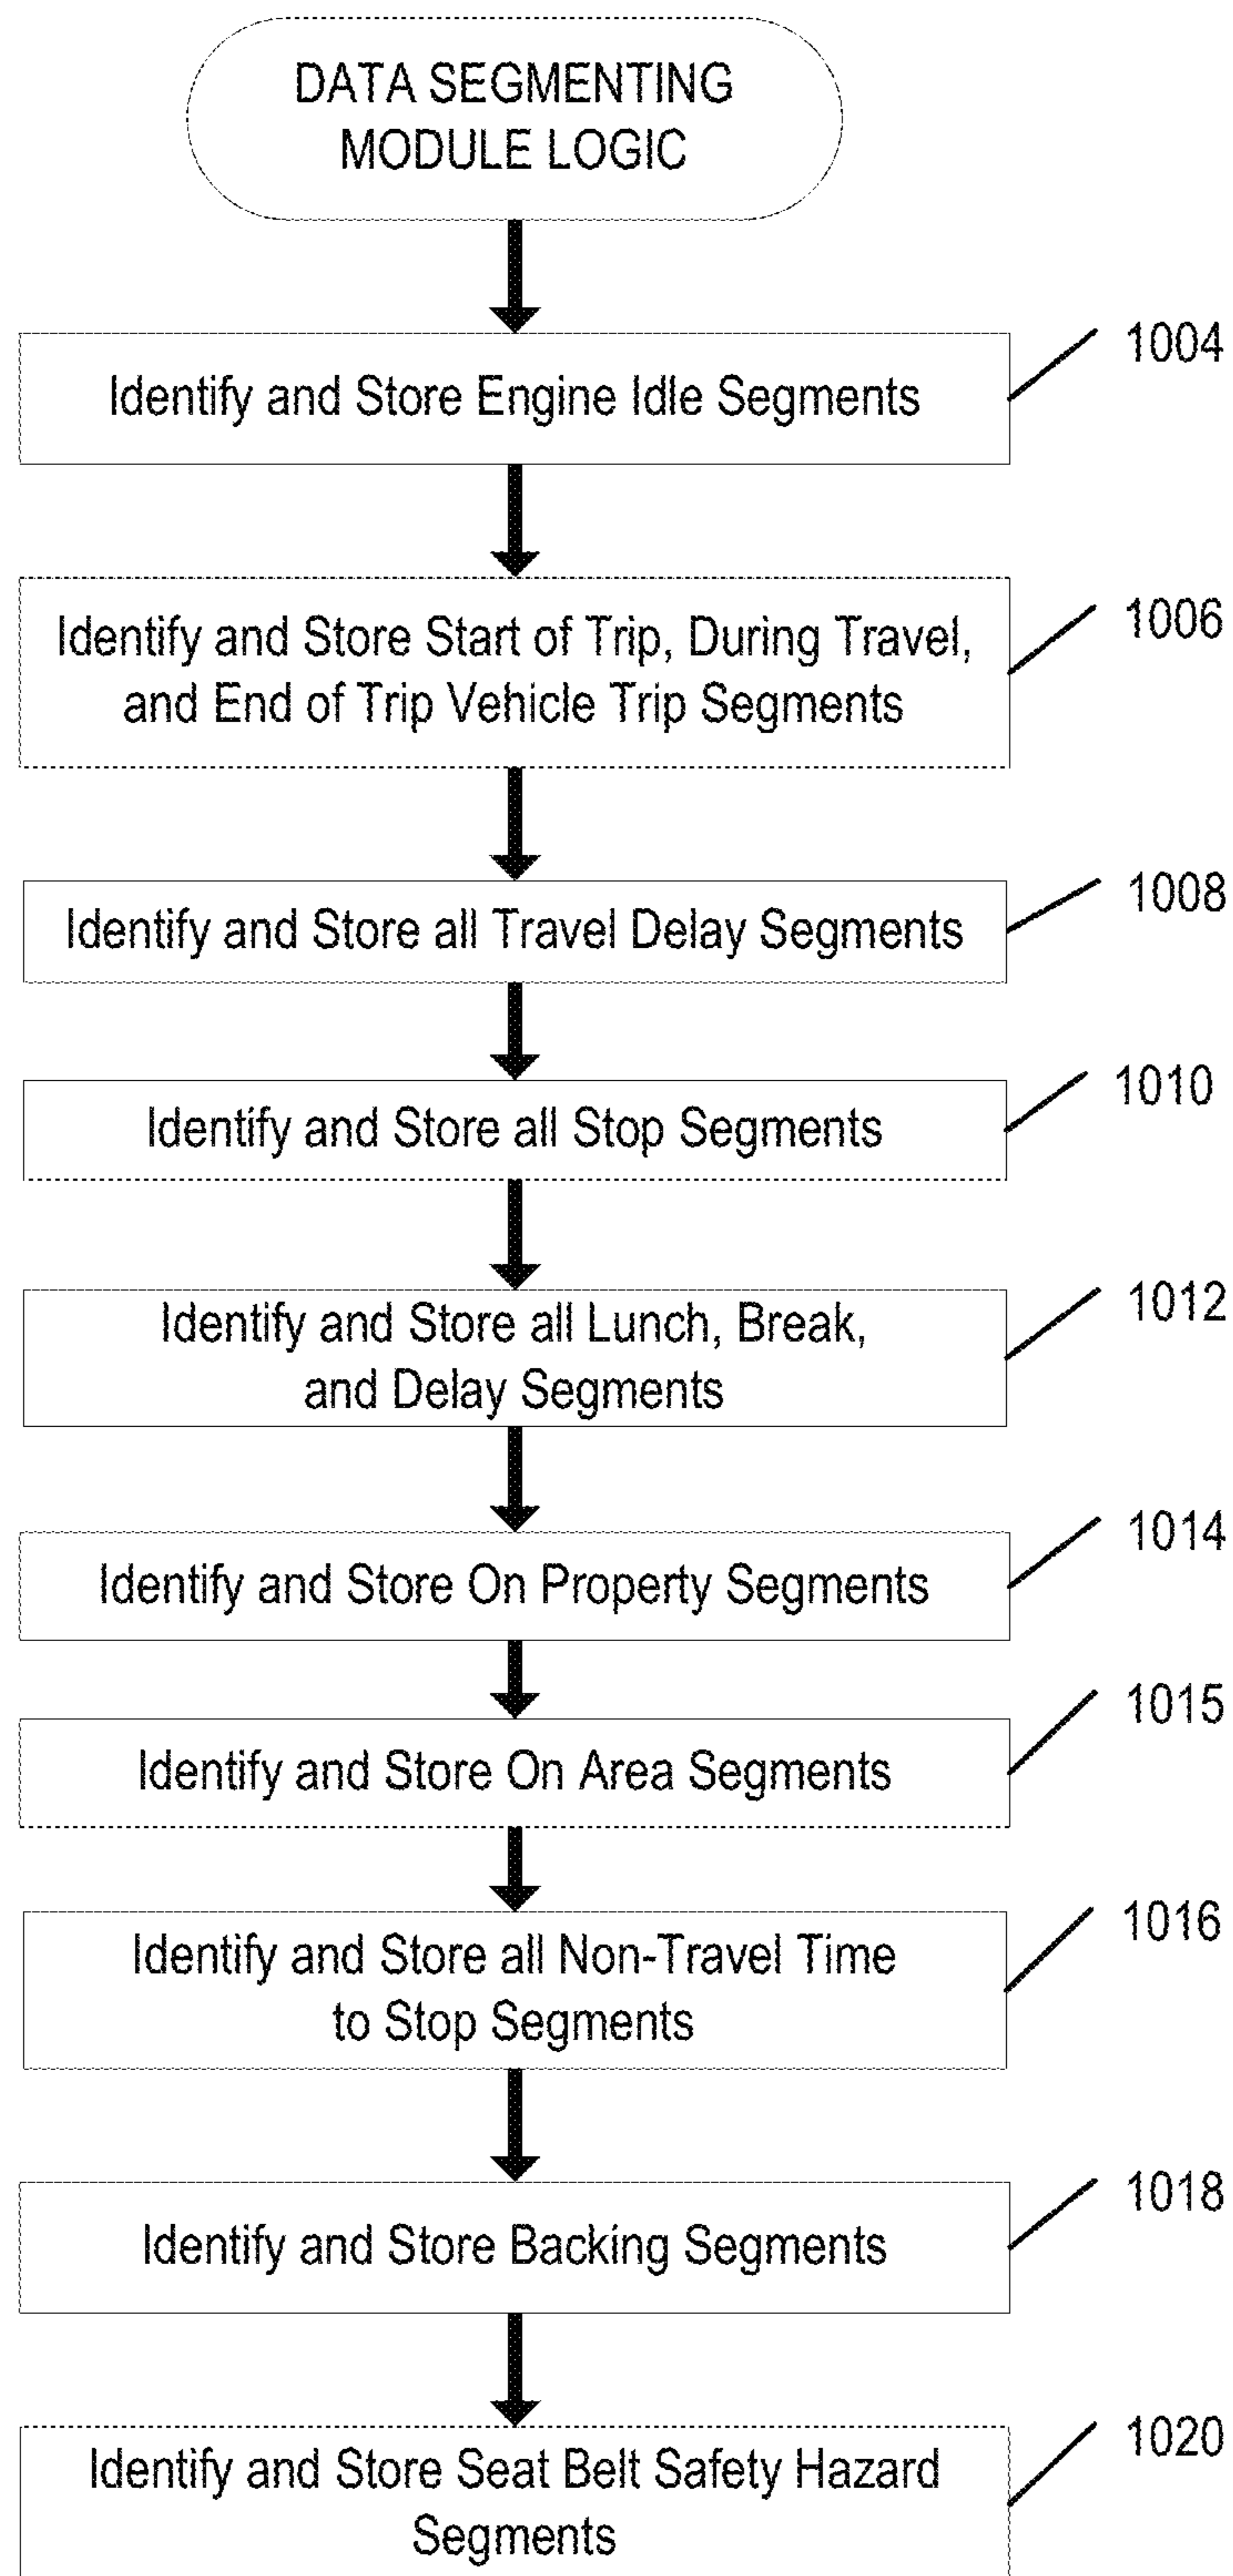 DATA SEGMENTING
MODULE LOGIC
1004
Identify and Store Engine Idle Segments
1006
Identify and Store Start of Trip, During Travel,
and End of Trip Vehicle Trip Segments
1008
Identify and Store all Travel Delay Segments
1010
Identify and Store all Stop Segments
1012
Identify and Store all Lunch, Break,
and Delay Segments
1014
Identify and Store On Property Segments
1015
Identify and Store On Area Segments
1016
Identify and Store all Non-Travel Time
to Stop Segments
1018
Identify and Store Backing Segments
1020
Identify and Store Seat Belt Safety Hazard
Segments